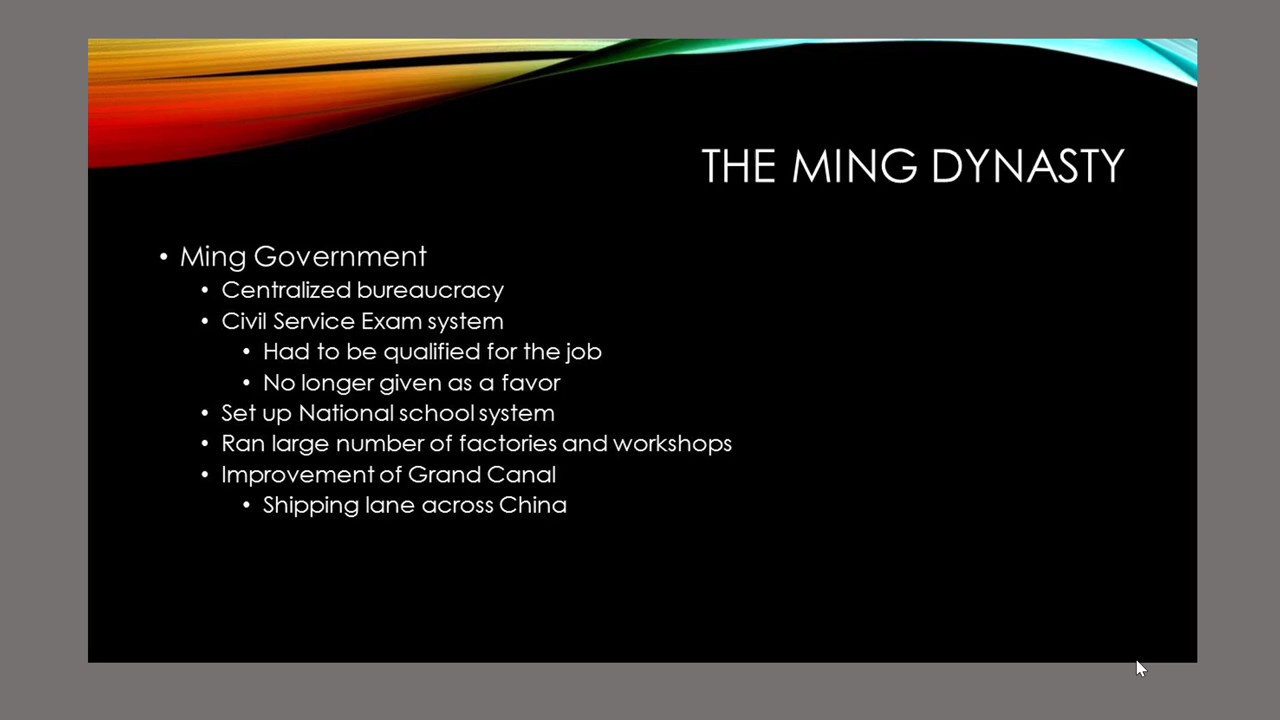 THE MING DYNASTY
• Ming Government
• Centralized bureaucracy
• Civil Service Exam system
• Had to be qualified for the job
• No longer given as a favor
• Set up National school system
• Ran large number of factories and workshops
• Improvement of Grand Canal
• Shipping lane across China